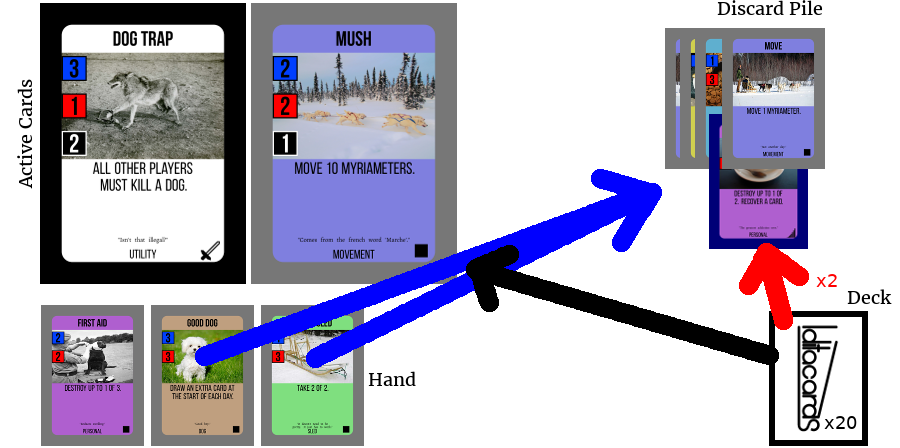 Discard Pile
Active Cards
DOG TRAP
3
1
2
ALL OTHER PLAYERS
MUST KILL A DOG.
"Isn't that illegal?"
UTILITY
MUSH
2
2
1
MOVE 10 MYRIAMETERS.
"Comes from the french word 'Marche'."
MOVEMENT
1
3
MOVE
MOVE 1 MYRIAMETER.
MOVEMENT
DESTROY UP TO 1 OF
2. RECOVER A CARD.
PERSONAL
x2
Deck
ditocards
x20
FIRST AID
2
2
DESTROY UP TO 1 OF 3.
PERSONAL
GOOD DOG
3
3
DRAW AN EXTRA CARD AT
THE START OF EACH DAY.
DOG
3
TAKE 2 OF 2.
SLED
Hand